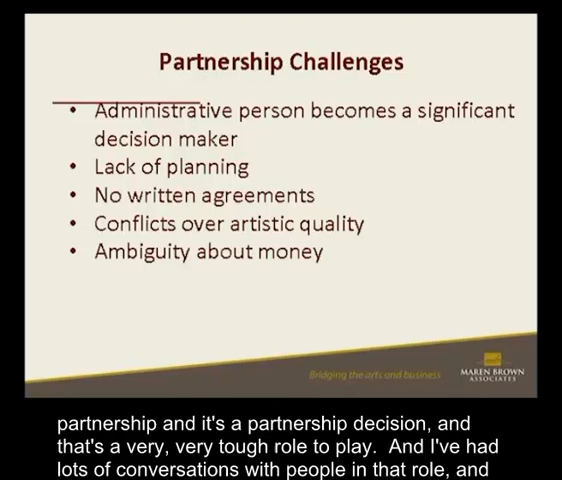 Partnership Challenges
• Administrative person becomes a significant
decision maker
• Lack of planning
• No written agreements
• Conflicts over artistic quality
• Ambiguity about money
Bridging the arts and business
MAREN BROWN
ASSOCIATES
partnership and it's a partnership decision, and
that's a very, very tough role to play.  And I've had
lots of conversations with people in that role, and